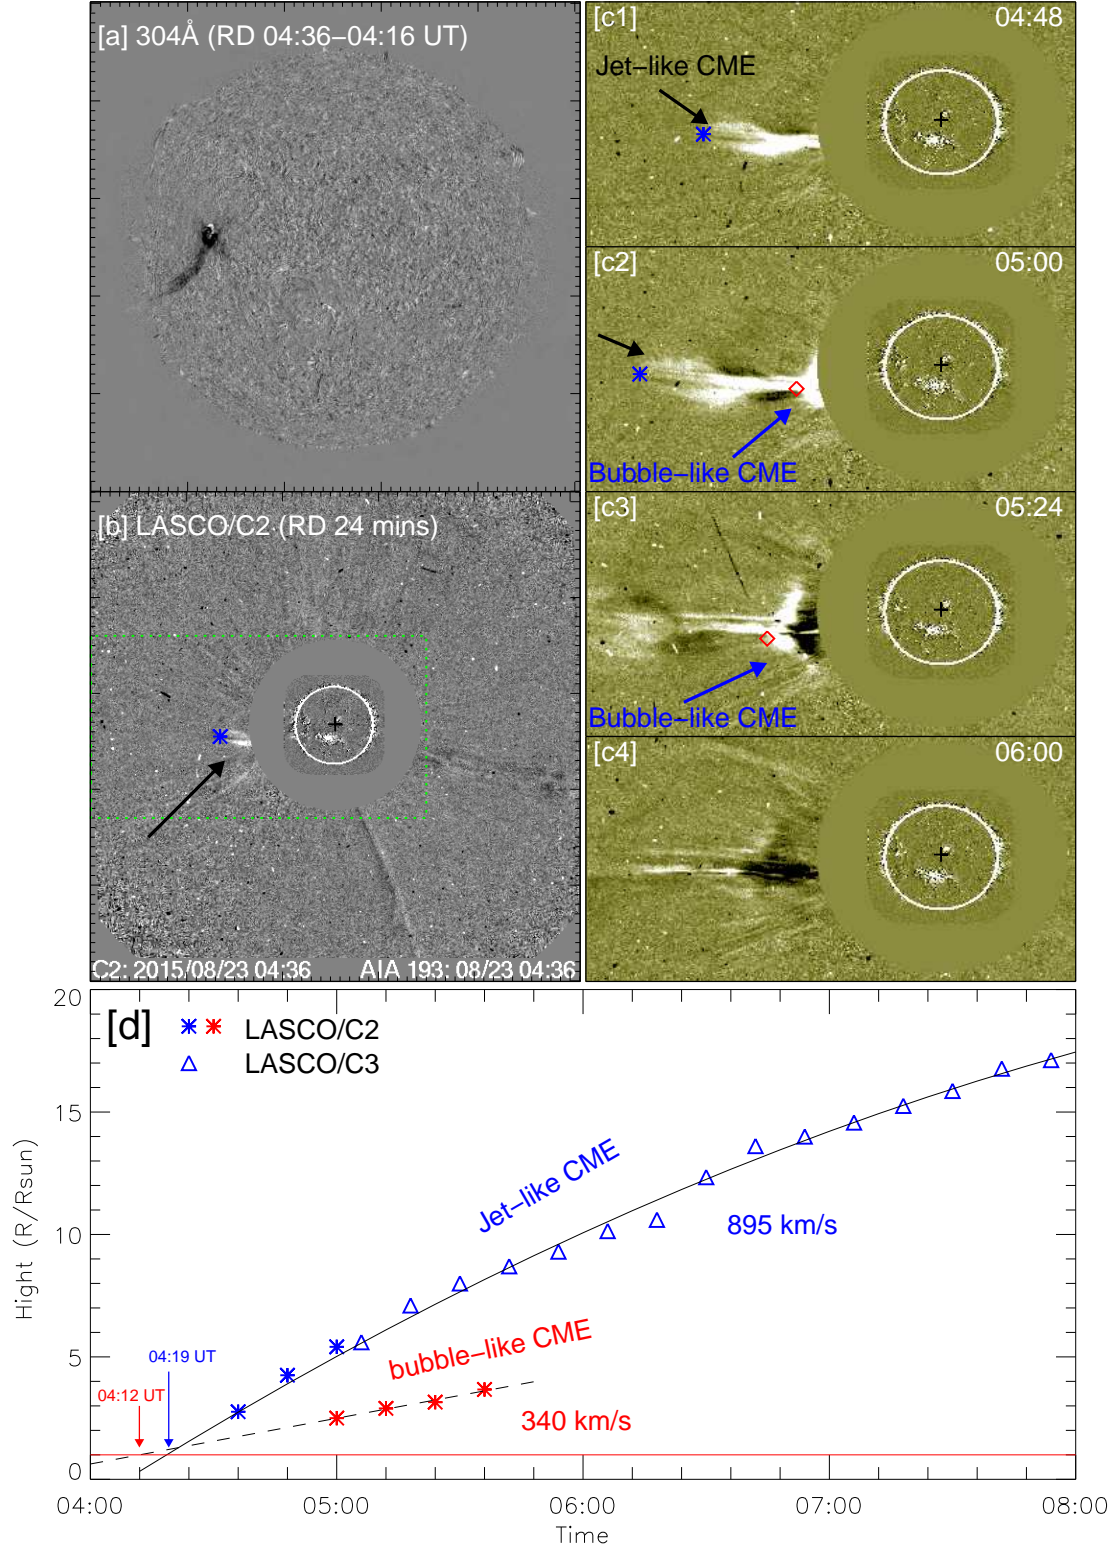 [a] 304Å (RD 04:36−04:16 UT)
[b] LASCO/C2 (RD 24 mins)
C2: 2015/08/23 04:36 AIA 193: 08/23 04:36
[c1] 04:48
Jet−like CME
[c2] 05:00
Bubble−like CME
[c3] 05:24
Bubble−like CME
[c4] 06:00
[d]
LASCO/C2
LASCO/C3
Jet−like CME
895 km/s
bubble−like CME
340 km/s
04:19 UT
04:12 UT
20
15
10
5
0
Hight (R/Rsun)
04:00 05:00 06:00 07:00 08:00
Time